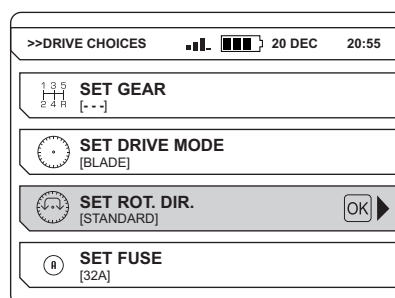 >>DRIVE CHOICES 20 DEC 20:55
1 3 5
SET GEAR
2 4 R
[- - -]
SET DRIVE MODE
[BLADE]
SET ROT. DIR.
[STANDARD]
OK
A
SET FUSE
[32A]